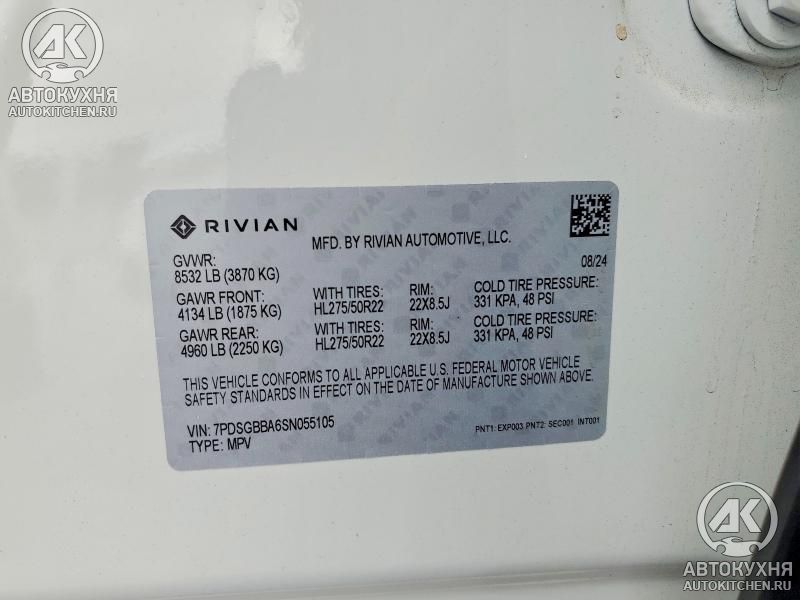 AK
АВТОКУХНЯ
AUTOKITCHEN.RU
RIVIAN
MFD. BY RIVIAN AUTOMOTIVE, LLC.
GVWR:
8532 LB (3870 KG)
08/24
GAWR FRONT: WITH TIRES: RIM: COLD TIRE PRESSURE:
4134 LB (1875 KG) HL275/50R22 22X8.5J 331 KPA, 48 PSI
GAWR REAR: WITH TIRES: RIM: COLD TIRE PRESSURE:
4960 LB (2250 KG) HL275/50R22 22X8.5J 331 KPA, 48 PSI
THIS VEHICLE CONFORMS TO ALL APPLICABLE U.S. FEDERAL MOTOR VEHICLE
SAFETY STANDARDS IN EFFECT ON THE DATE OF MANUFACTURE SHOWN ABOVE.
VIN: 7PDSGBBA6SN055105
TYPE: MPV
PNT1: EXP003 PNT2: SEC001 INT001
AK
АВТОКУХНЯ
AUTOKITCHEN.RU